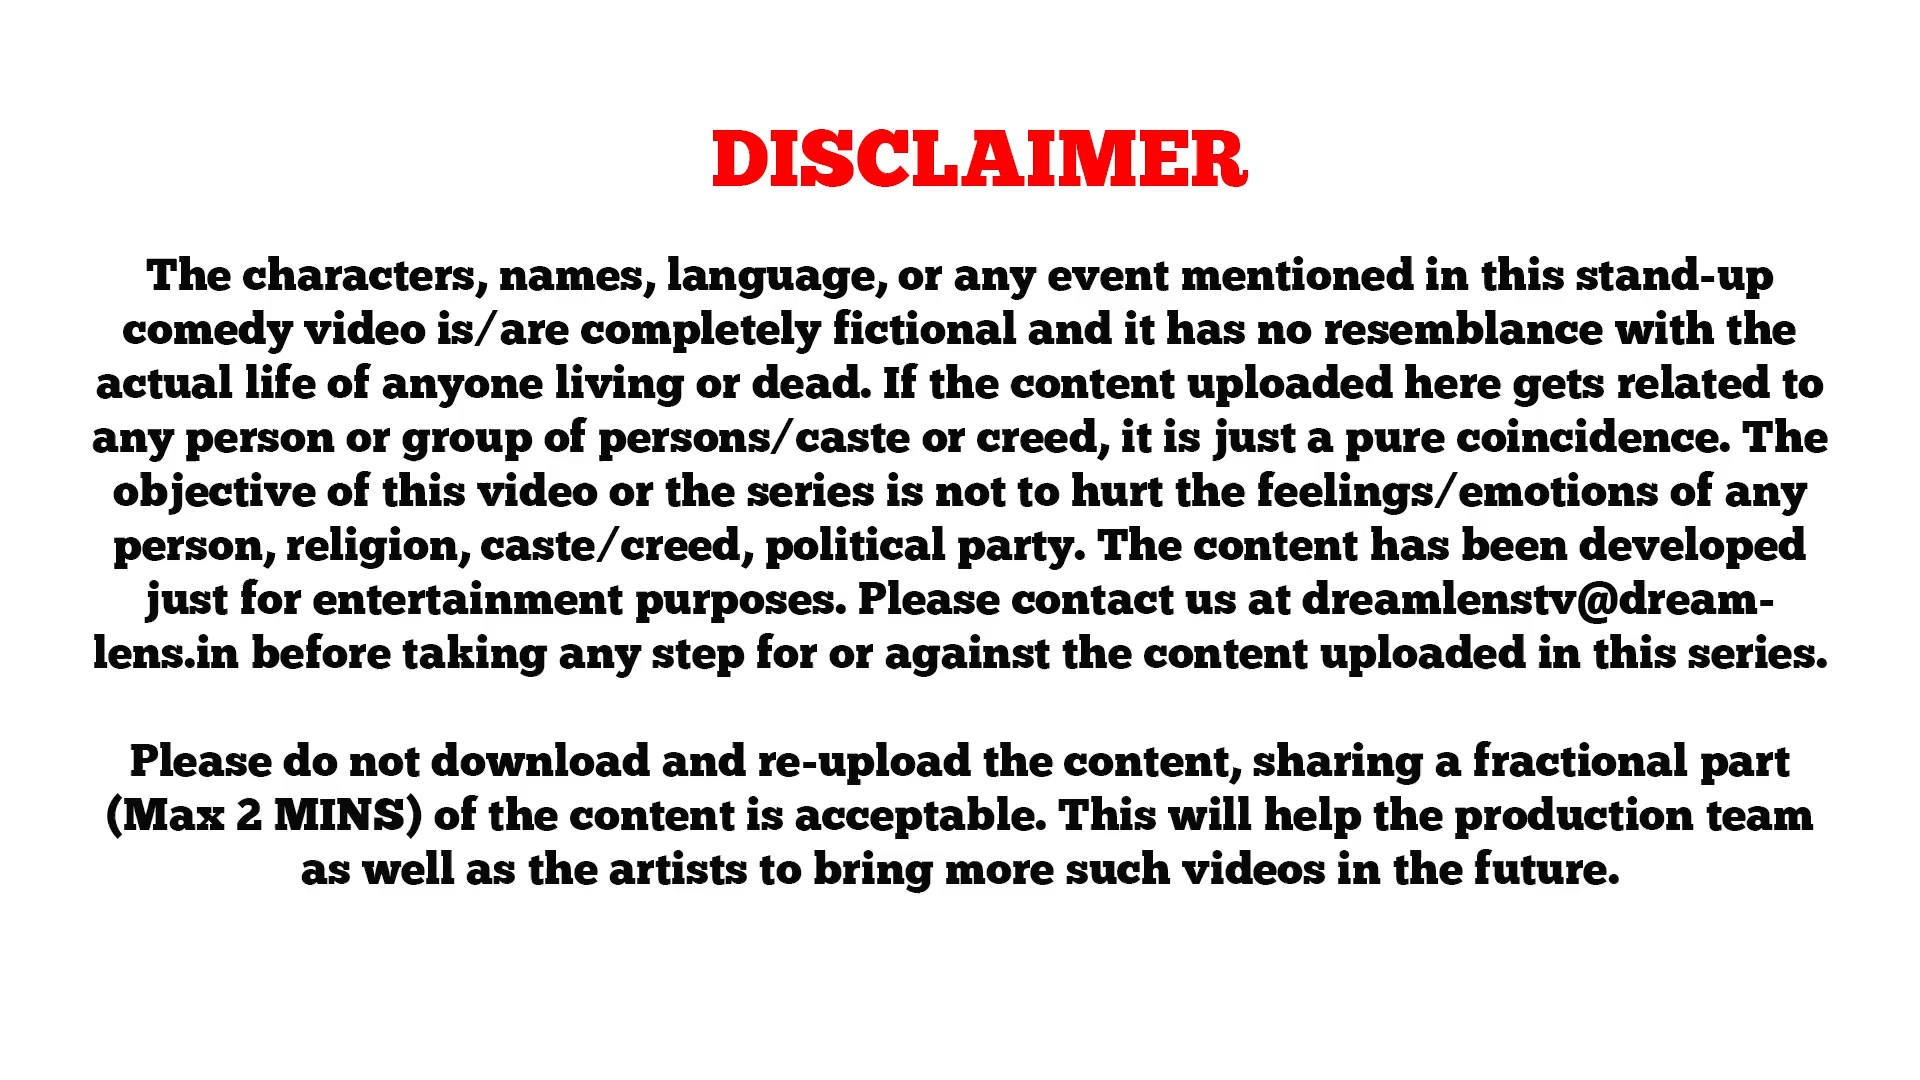 DISCLAIMER
The characters, names, language, or any event mentioned in this stand-up
comedy video is/are completely fictional and it has no resemblance with the
actual life of anyone living or dead. If the content uploaded here gets related to
any person or group of persons/caste or creed, it is just a pure coincidence. The
objective of this video or the series is not to hurt the feelings/emotions of any
person, religion, caste/creed, political party. The content has been developed
just for entertainment purposes. Please contact us at dreamlenstv@dream-
lens.in before taking any step for or against the content uploaded in this series.
Please do not download and re-upload the content, sharing a fractional part
(Max 2 MINS) of the content is acceptable. This will help the production team
as well as the artists to bring more such videos in the future.